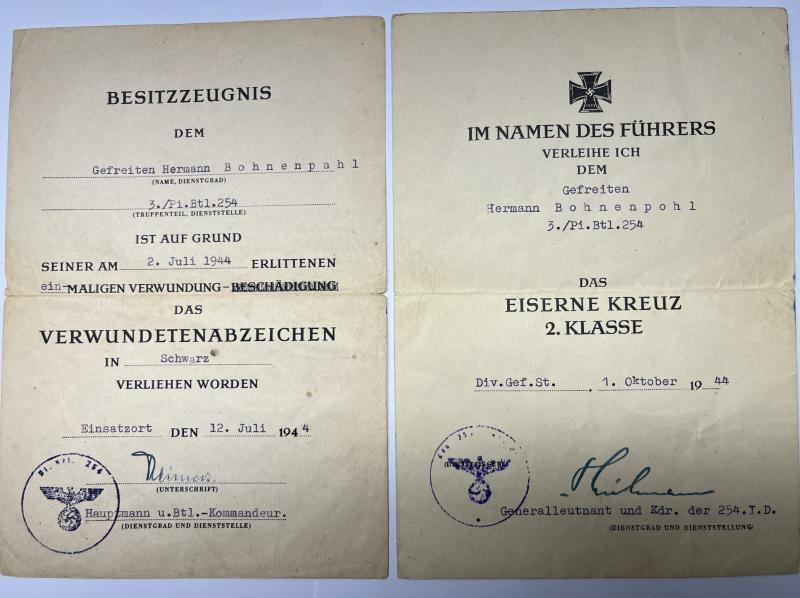 BESITZZEUGNIS
DEM
Gefreiten Hermann Bohnenpahl
(NAME, DIENSTGRAD)
3./Pi.Btl.254
(TRUPPENTEIL, DIENSTSTELLE)
IST AUF GRUND
SEINER AM 2. Juli 1944 ERLITTENEN
ein-MALIGEN VERWUNDUNG – BESCHÄDIGUNG
DAS
VERWUNDETENABZEICHEN
IN Schwarz
VERLIEHEN WORDEN
Einsatzort DEN 12. Juli 1944
(UNTERSCHRIFT)
Hauptmann u.Btl.-Kommandeur.
(DIENSTGRAD UND DIENSTSTELLE)
254
IM NAMEN DES FÜHRERS
VERLEIHE ICH
DEM
Gefreiten
Hermann Bohnenpohl
3./Pi.Btl.254
DAS
EISERNE KREUZ
2. KLASSE
Div.Gef.St. , 1. Oktober 1944
Generalleutnant und Kdr. der 254.I.D.
(DIENSTGRAD UND DIENSTSTELLUNG)